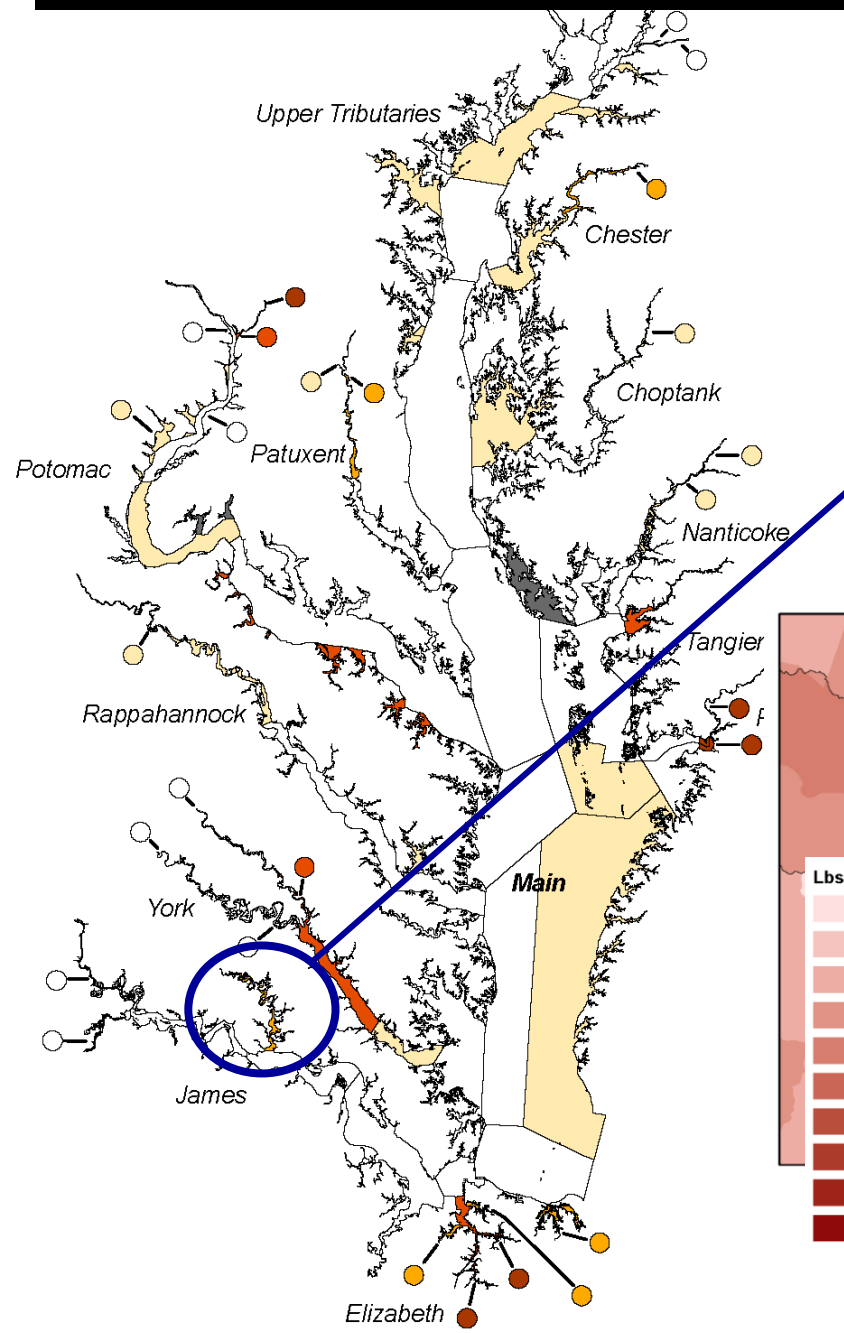 Upper Tributaries
Chester
Choptank
Potomac
Patuxent
Nanticoke
Tangier
Rappahannock
Main
York
Lbs
James
Elizabeth